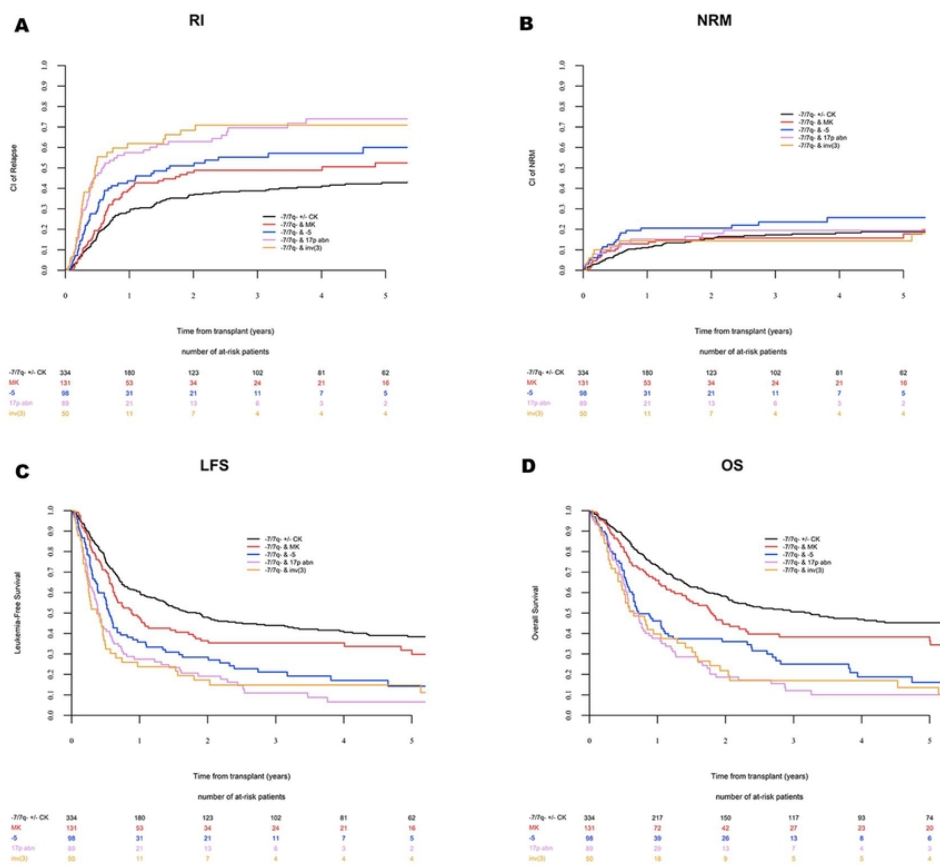 A
RI
CI of Relapse
0.0 0.1 0.2 0.3 0.4 0.5 0.6 0.7 0.8 0.9 1.0
-7/7q- +/- CK
-7/7q- & MK
-7/7q- & -5
-7/7q- & 17p abn
-7/7q- & inv(3)
0 1 2 3 4 5
Time from transplant (years)
number of at-risk patients
-7/7q- +/- CK 334 180 123 102 81 62
MK 131 53 34 24 21 16
-5 98 31 21 11 7 5
17p abn 89 21 13 6 3 2
inv(3) 50 11 7 4 4 4
B
NRM
CI of NRM
0.0 0.1 0.2 0.3 0.4 0.5 0.6 0.7 0.8 0.9 1.0
-7/7q- +/- CK
-7/7q- & MK
-7/7q- & -5
-7/7q- & 17p abn
-7/7q- & inv(3)
0 1 2 3 4 5
Time from transplant (years)
number of at-risk patients
-7/7q- +/- CK 334 180 123 102 81 62
MK 131 53 34 24 21 16
-5 98 31 21 11 7 5
17p abn 89 21 13 6 3 2
inv(3) 50 11 7 4 4 4
C
LFS
Leukemia-Free Survival
0.0 0.1 0.2 0.3 0.4 0.5 0.6 0.7 0.8 0.9 1.0
-7/7q- +/- CK
-7/7q- & MK
-7/7q- & -5
-7/7q- & 17p abn
-7/7q- & inv(3)
0 1 2 3 4 5
Time from transplant (years)
number of at-risk patients
-7/7q- +/- CK 334 180 123 102 81 62
MK 131 53 34 24 21 16
-5 98 31 21 11 7 5
17p abn 89 21 13 6 3 2
inv(3) 50 11 7 4 4 4
D
OS
Overall Survival
0.0 0.1 0.2 0.3 0.4 0.5 0.6 0.7 0.8 0.9 1.0
-7/7q- +/- CK
-7/7q- & MK
-7/7q- & -5
-7/7q- & 17p abn
-7/7q- & inv(3)
0 1 2 3 4 5
Time from transplant (years)
number of at-risk patients
-7/7q- +/- CK 334 217 150 117 93 74
MK 131 72 42 27 23 20
-5 98 39 26 13 8 6
17p abn 89 29 13 7 4 3
inv(3) 50 18 9 5 5 4